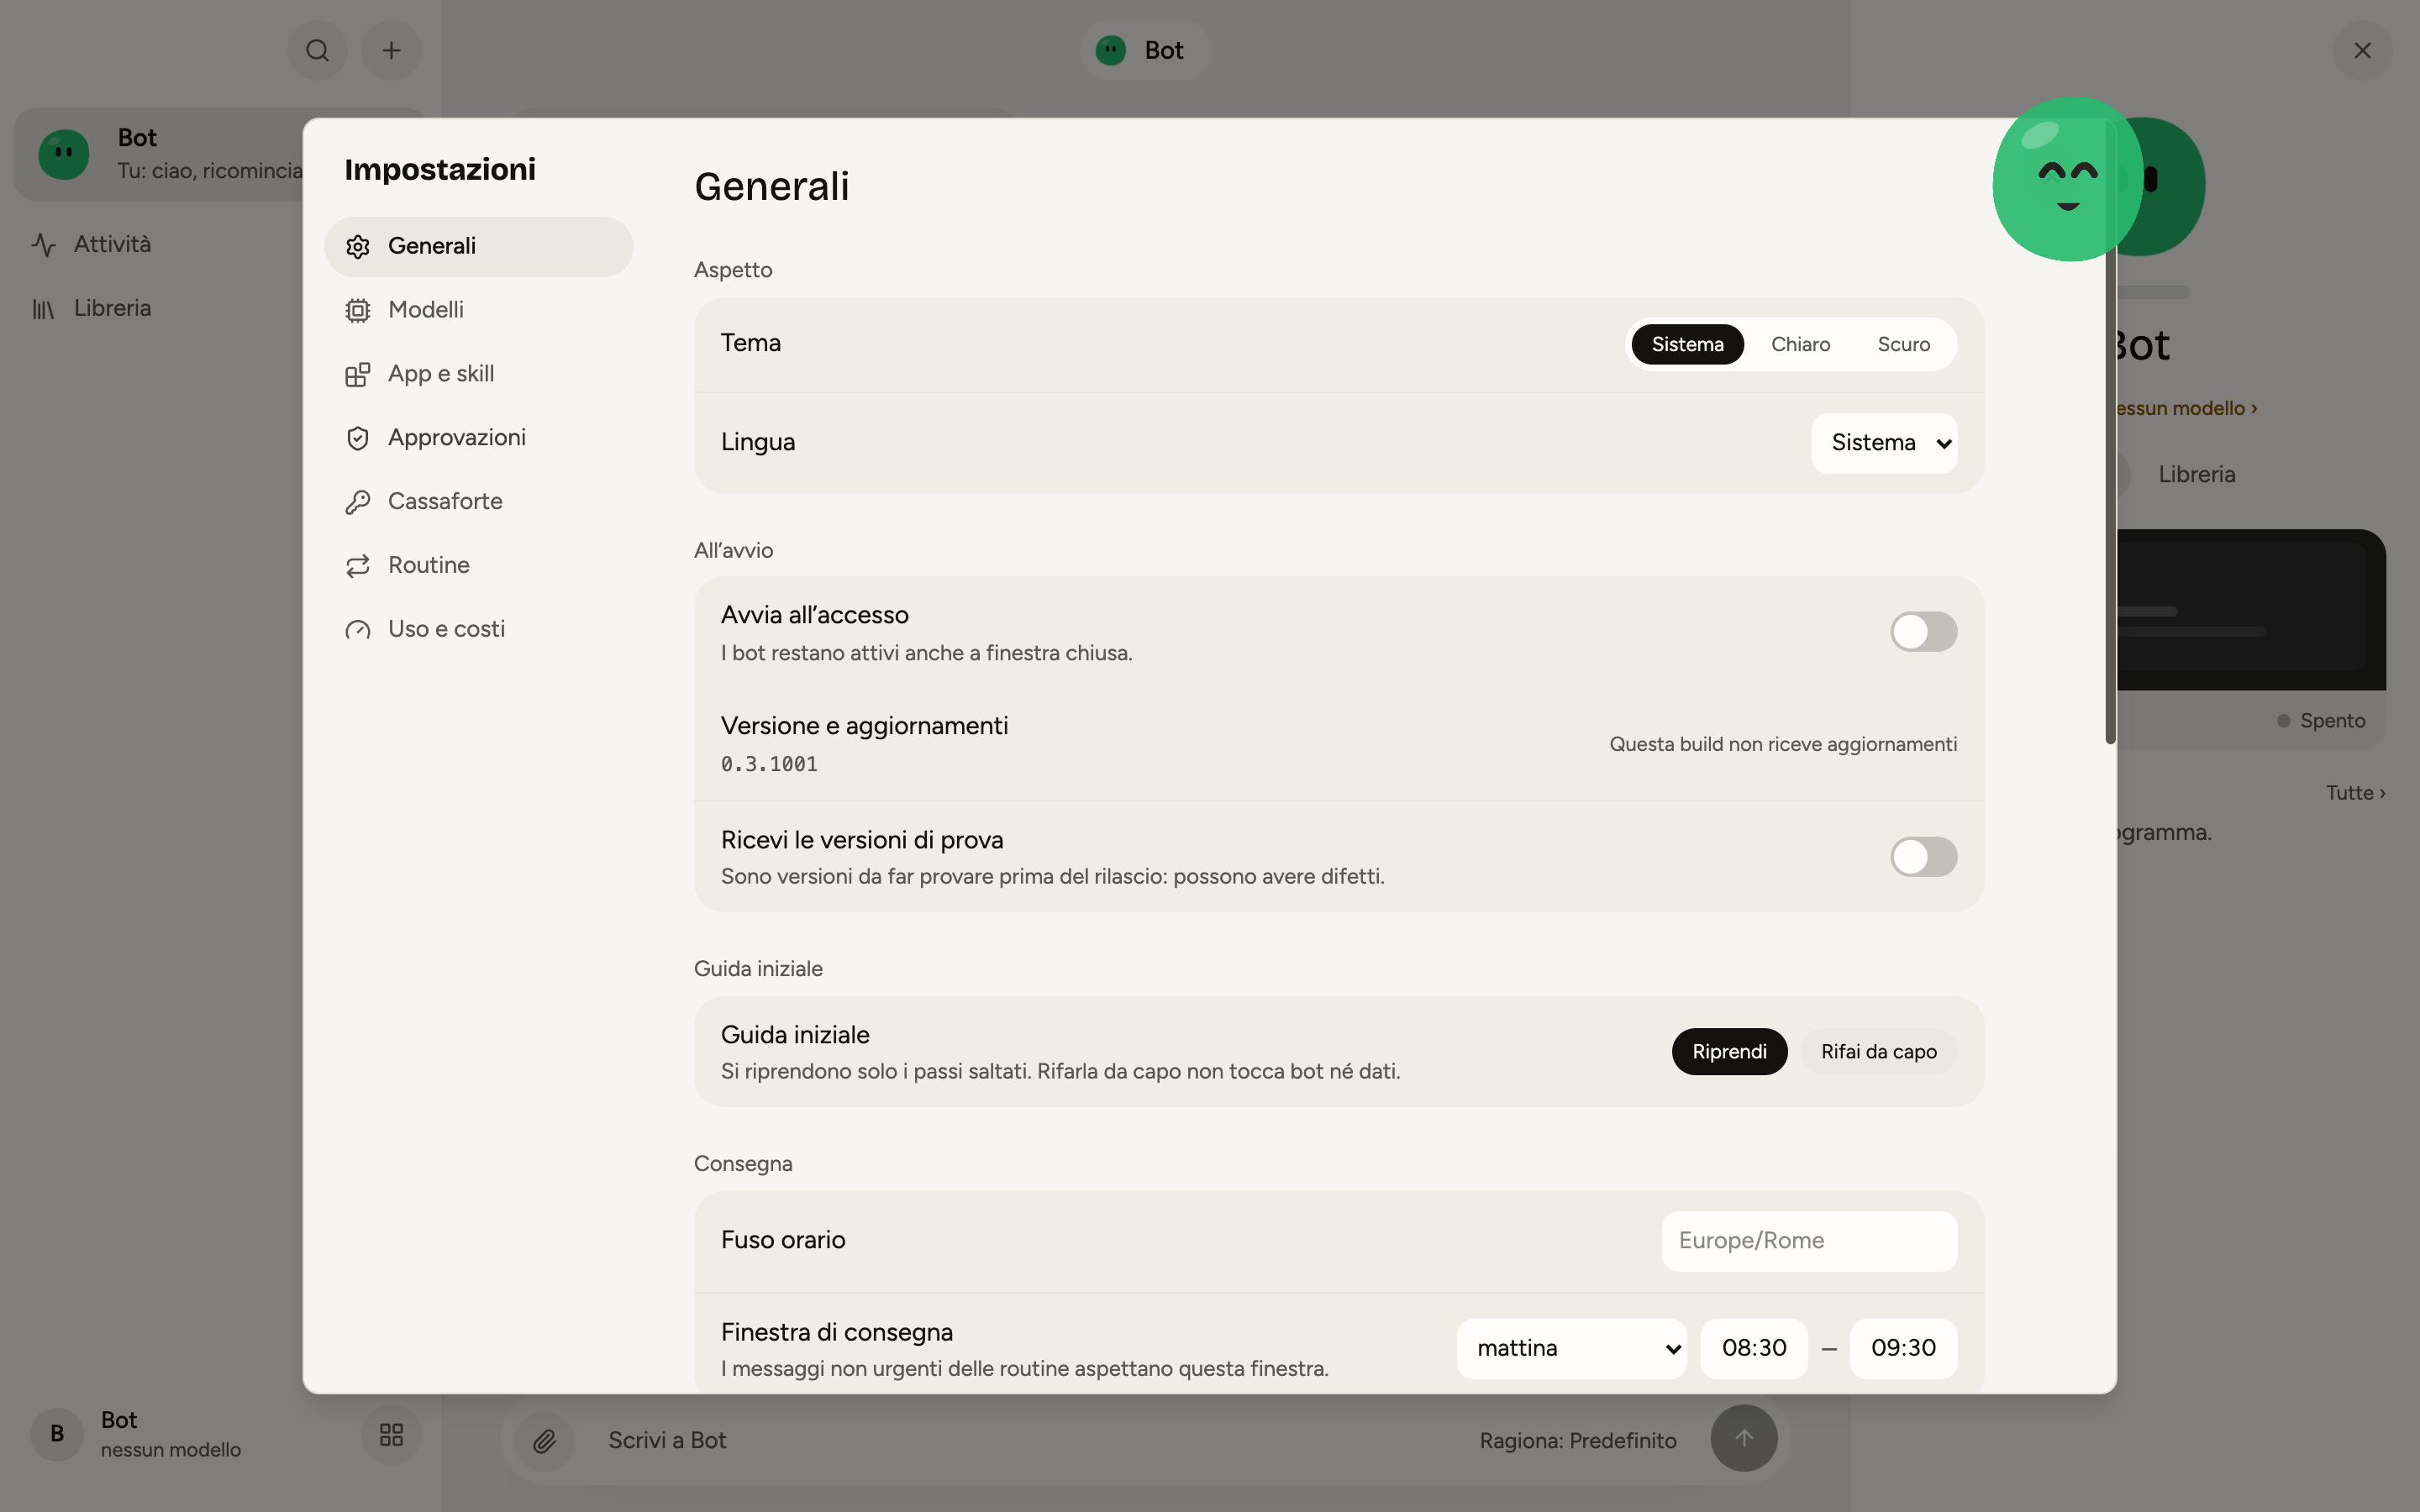 Bot
Bot
Tu: ciao, ricomincia
Attività
Libreria
Impostazioni
Generali
Modelli
App e skill
Approvazioni
Cassaforte
Routine
Uso e costi
Generali
Aspetto
Tema
Sistema
Chiaro
Scuro
Lingua
Sistema
All’avvio
Avvia all’accesso
I bot restano attivi anche a finestra chiusa.
Versione e aggiornamenti
0.3.1001
Questa build non riceve aggiornamenti
Ricevi le versioni di prova
Sono versioni da far provare prima del rilascio: possono avere difetti.
Guida iniziale
Guida iniziale
Si riprendono solo i passi saltati. Rifarla da capo non tocca bot né dati.
Riprendi
Rifai da capo
Consegna
Fuso orario
Europe/Rome
Finestra di consegna
I messaggi non urgenti delle routine aspettano questa finestra.
mattina
08:30 – 09:30
Bot
essun modello ›
Libreria
Spento
Tutte ›
ogramma.
B
Bot
nessun modello
Scrivi a Bot
Ragiona: Predefinito